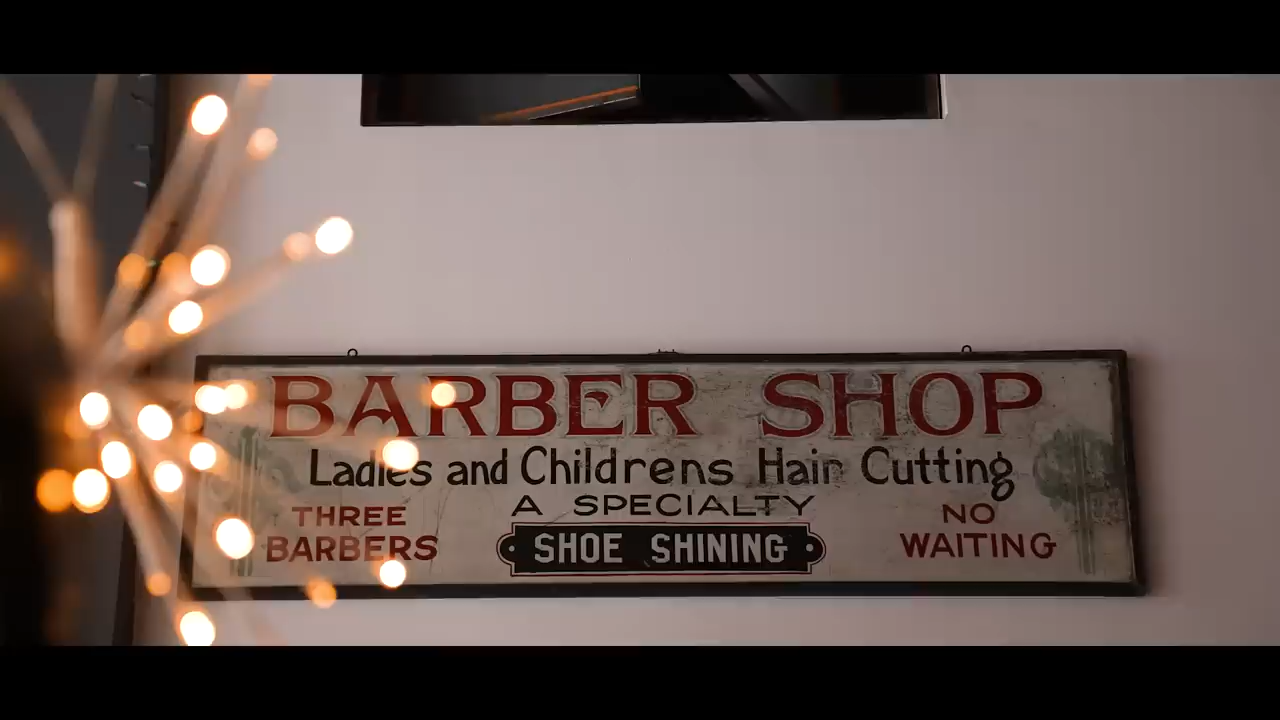 BARBER SHOP
Ladies and Childrens Hair Cutting
A SPECIALTY
THREE
BARBERS
SHOE SHINING
NO
WAITING